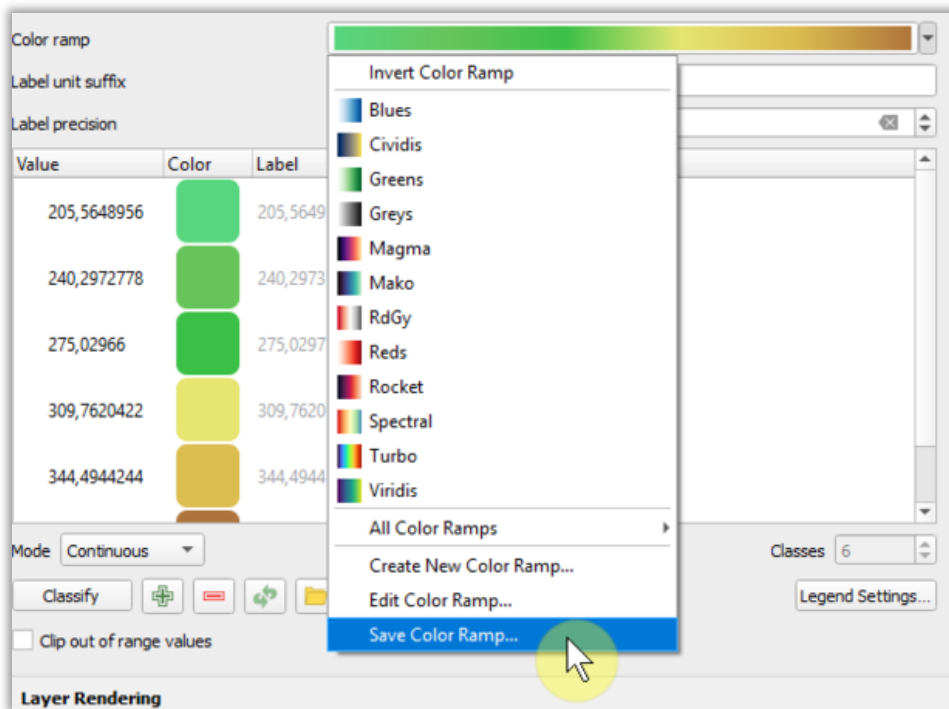 Color ramp
Invert Color Ramp
Label unit suffix
Blues
Label precision
Cividis
Value Color Label
Greens
205,5648956 205,5649
Greys
Magma
240,2972778 240,2973
Mako
RdGy
275,02966 275,0297
Reds
Rocket
309,7620422 309,7620
Spectral
Turbo
344,4944244 344,4944
Viridis
All Color Ramps
Mode Continuous Classes 6
Create New Color Ramp...
Classify Edit Color Ramp... Legend Settings...
Clip out of range values Save Color Ramp...
Layer Rendering